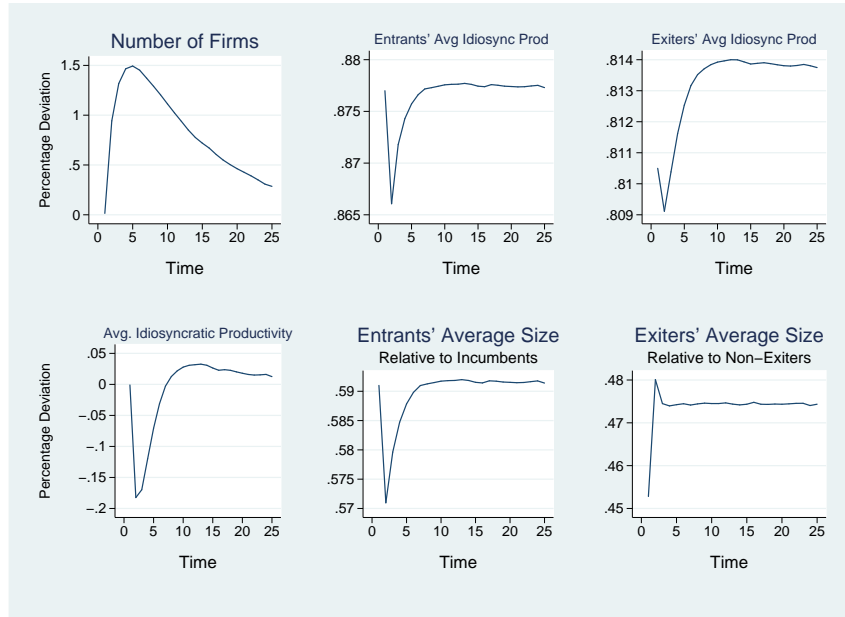 Number of Firms
Percentage Deviation
1.5
1
.5
0
0 5 10 15 20 25
Time
Entrants' Avg Idiosync Prod
.88
.875
.87
.865
0 5 10 15 20 25
Time
Exiters' Avg Idiosync Prod
.814
.813
.812
.811
.81
.809
0 5 10 15 20 25
Time
Avg. Idiosyncratic Productivity
Percentage Deviation
.05
0
−.05
−.1
−.15
−.2
0 5 10 15 20 25
Time
Entrants' Average Size
Relative to Incumbents
.59
.585
.58
.575
.57
0 5 10 15 20 25
Time
Exiters' Average Size
Relative to Non−Exiters
.48
.47
.46
.45
0 5 10 15 20 25
Time